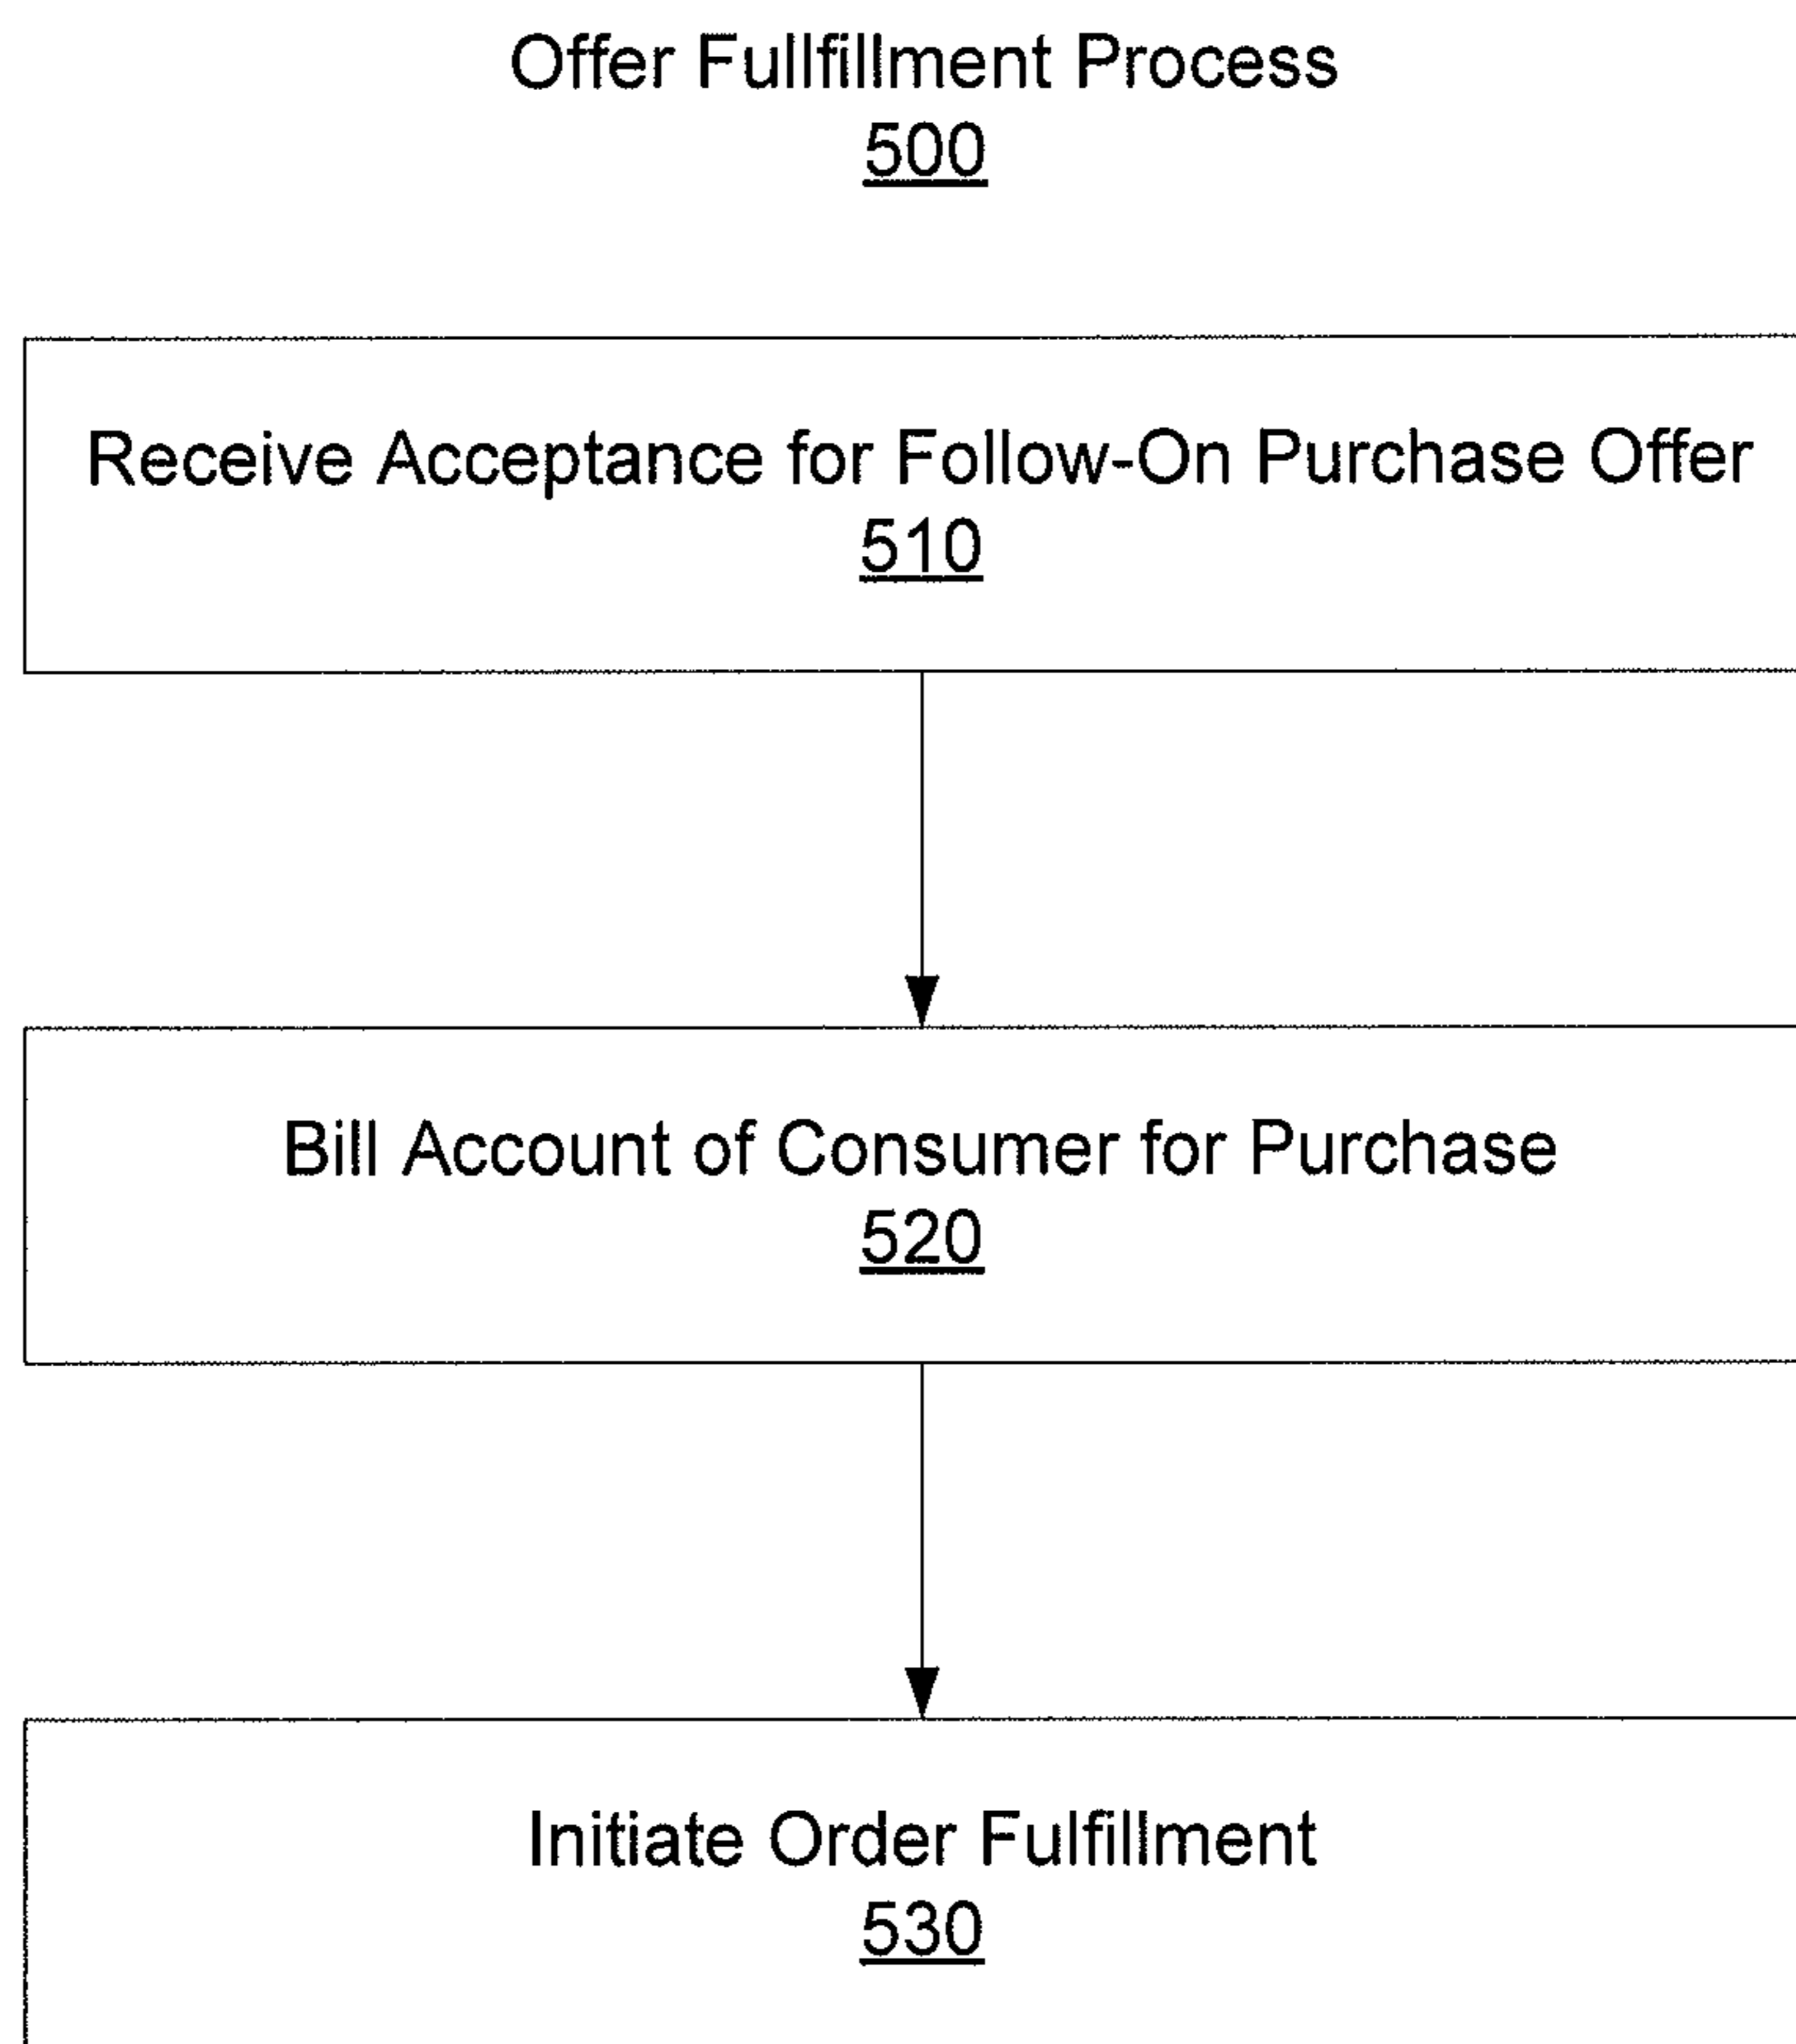 Offer Fullfillment Process
500
Receive Acceptance for Follow-On Purchase Offer
510
Bill Account of Consumer for Purchase
520
Initiate Order Fulfillment
530